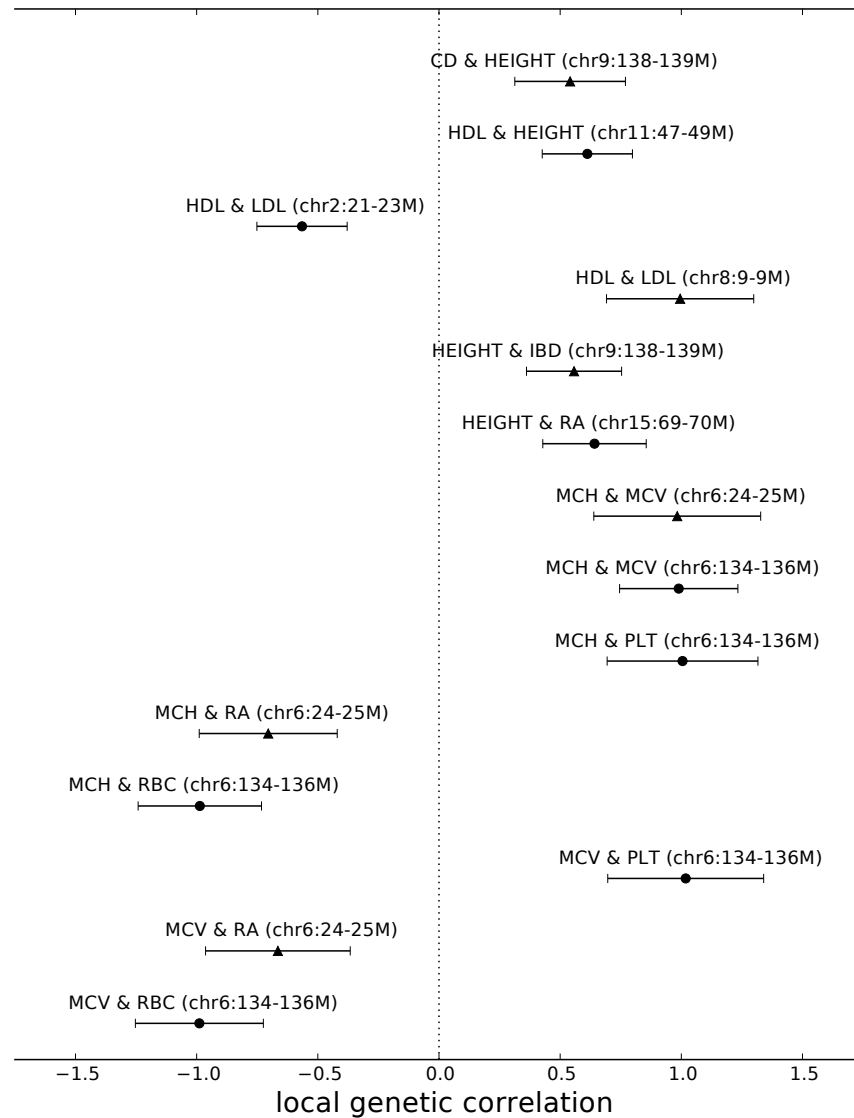 CD & HEIGHT (chr9:138-139M)
HDL & HEIGHT (chr11:47-49M)
HDL & LDL (chr2:21-23M)
HDL & LDL (chr8:9-9M)
HEIGHT & IBD (chr9:138-139M)
HEIGHT & RA (chr15:69-70M)
MCH & MCV (chr6:24-25M)
MCH & MCV (chr6:134-136M)
MCH & PLT (chr6:134-136M)
MCH & RA (chr6:24-25M)
MCH & RBC (chr6:134-136M)
MCV & PLT (chr6:134-136M)
MCV & RA (chr6:24-25M)
MCV & RBC (chr6:134-136M)
−1.5 −1.0 −0.5 0.0 0.5 1.0 1.5
local genetic correlation